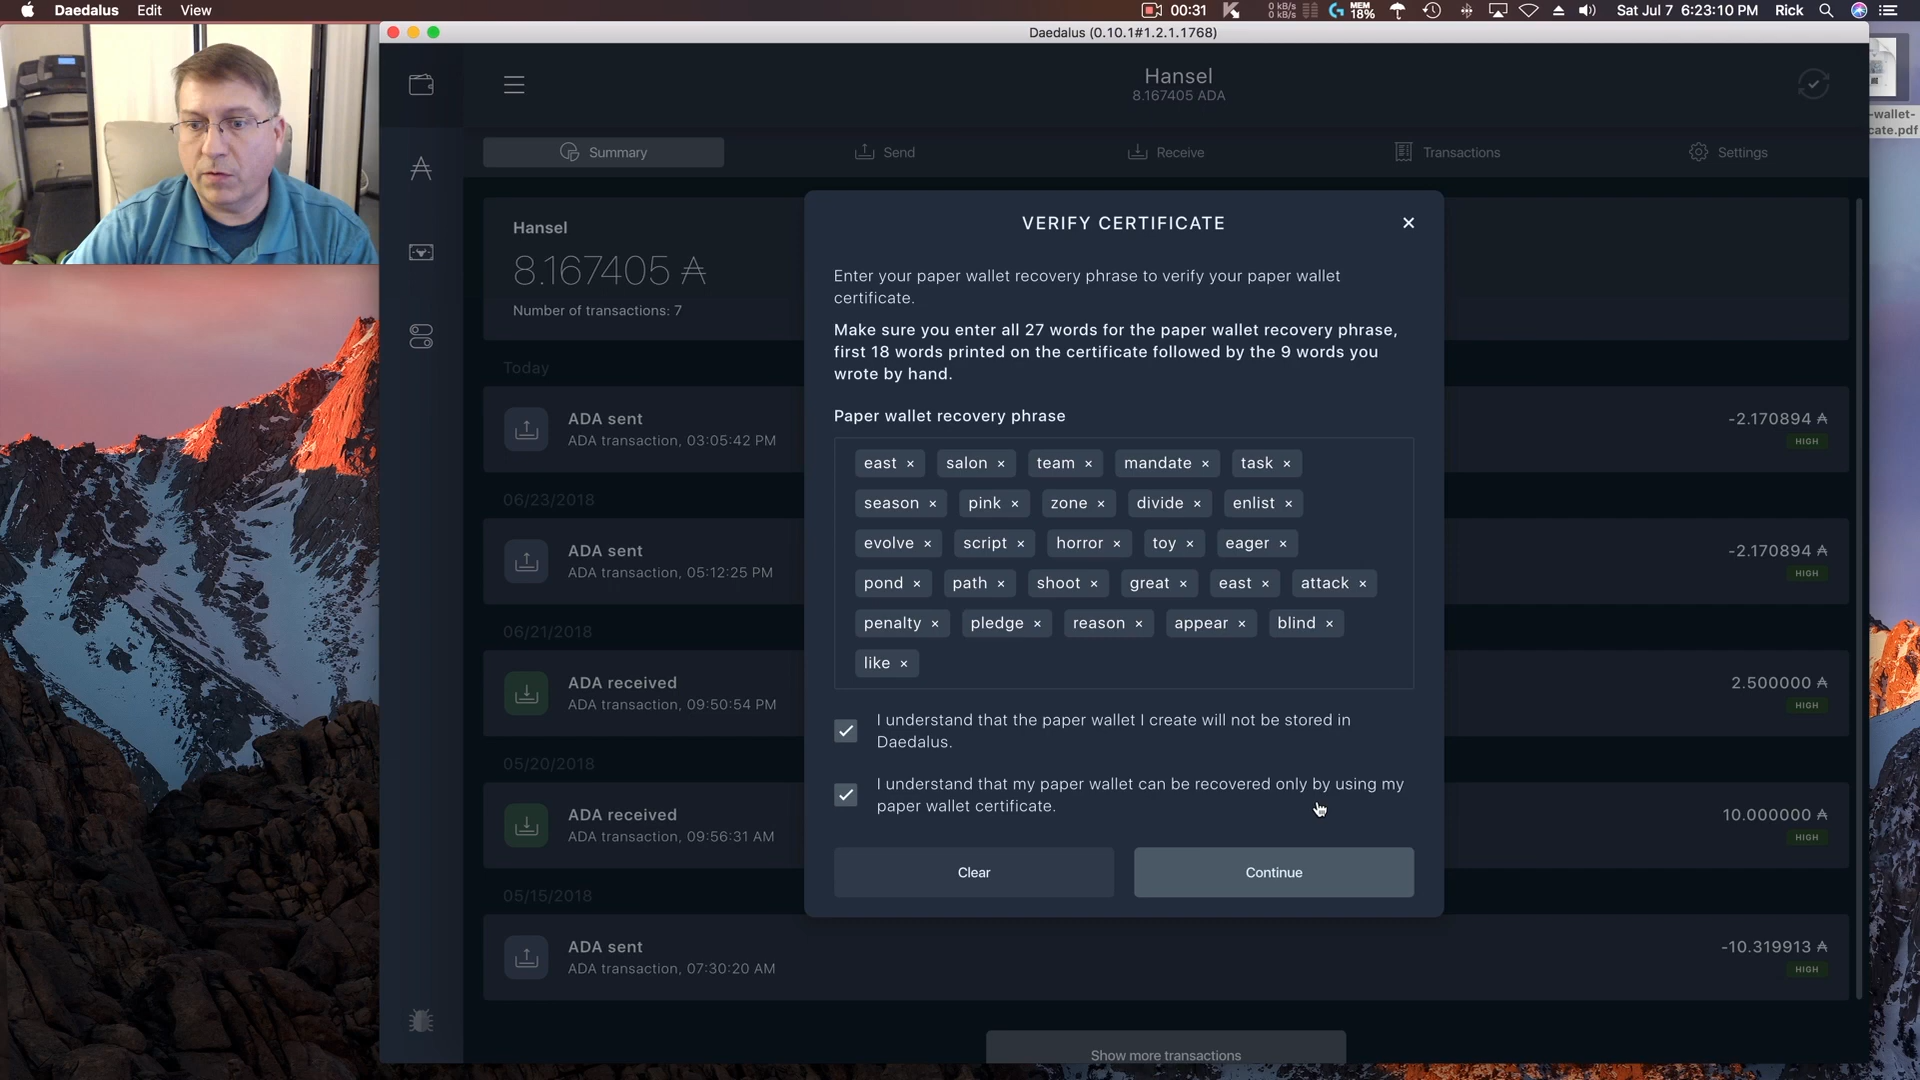 Daedalus Edit View
00:31
0 kB/s
0 kB/s
MEM
18%
Sat Jul 7 6:23:10 PM Rick
Daedalus (0.10.1#1.2.1.1768)
Hansel
8.167405 ADA
-wallet-
cate.pdf
Summary
Send
Receive
Transactions
Settings
Hansel
8.167405
Number of transactions: 7
Today
ADA sent
ADA transaction, 03:05:42 PM
-2.170894
HIGH
06/23/2018
ADA sent
ADA transaction, 05:12:25 PM
-2.170894
HIGH
06/21/2018
ADA received
ADA transaction, 09:50:54 PM
2.500000
HIGH
05/20/2018
ADA received
ADA transaction, 09:56:31 AM
10.000000
HIGH
05/15/2018
ADA sent
ADA transaction, 07:30:20 AM
-10.319913
HIGH
Show more transactions
VERIFY CERTIFICATE
Enter your paper wallet recovery phrase to verify your paper wallet
certificate.
Make sure you enter all 27 words for the paper wallet recovery phrase,
first 18 words printed on the certificate followed by the 9 words you
wrote by hand.
Paper wallet recovery phrase
east × salon × team × mandate × task ×
season × pink × zone × divide × enlist ×
evolve × script × horror × toy × eager ×
pond × path × shoot × great × east × attack ×
penalty × pledge × reason × appear × blind ×
like ×
I understand that the paper wallet I create will not be stored in
Daedalus.
I understand that my paper wallet can be recovered only by using my
paper wallet certificate.
Clear
Continue